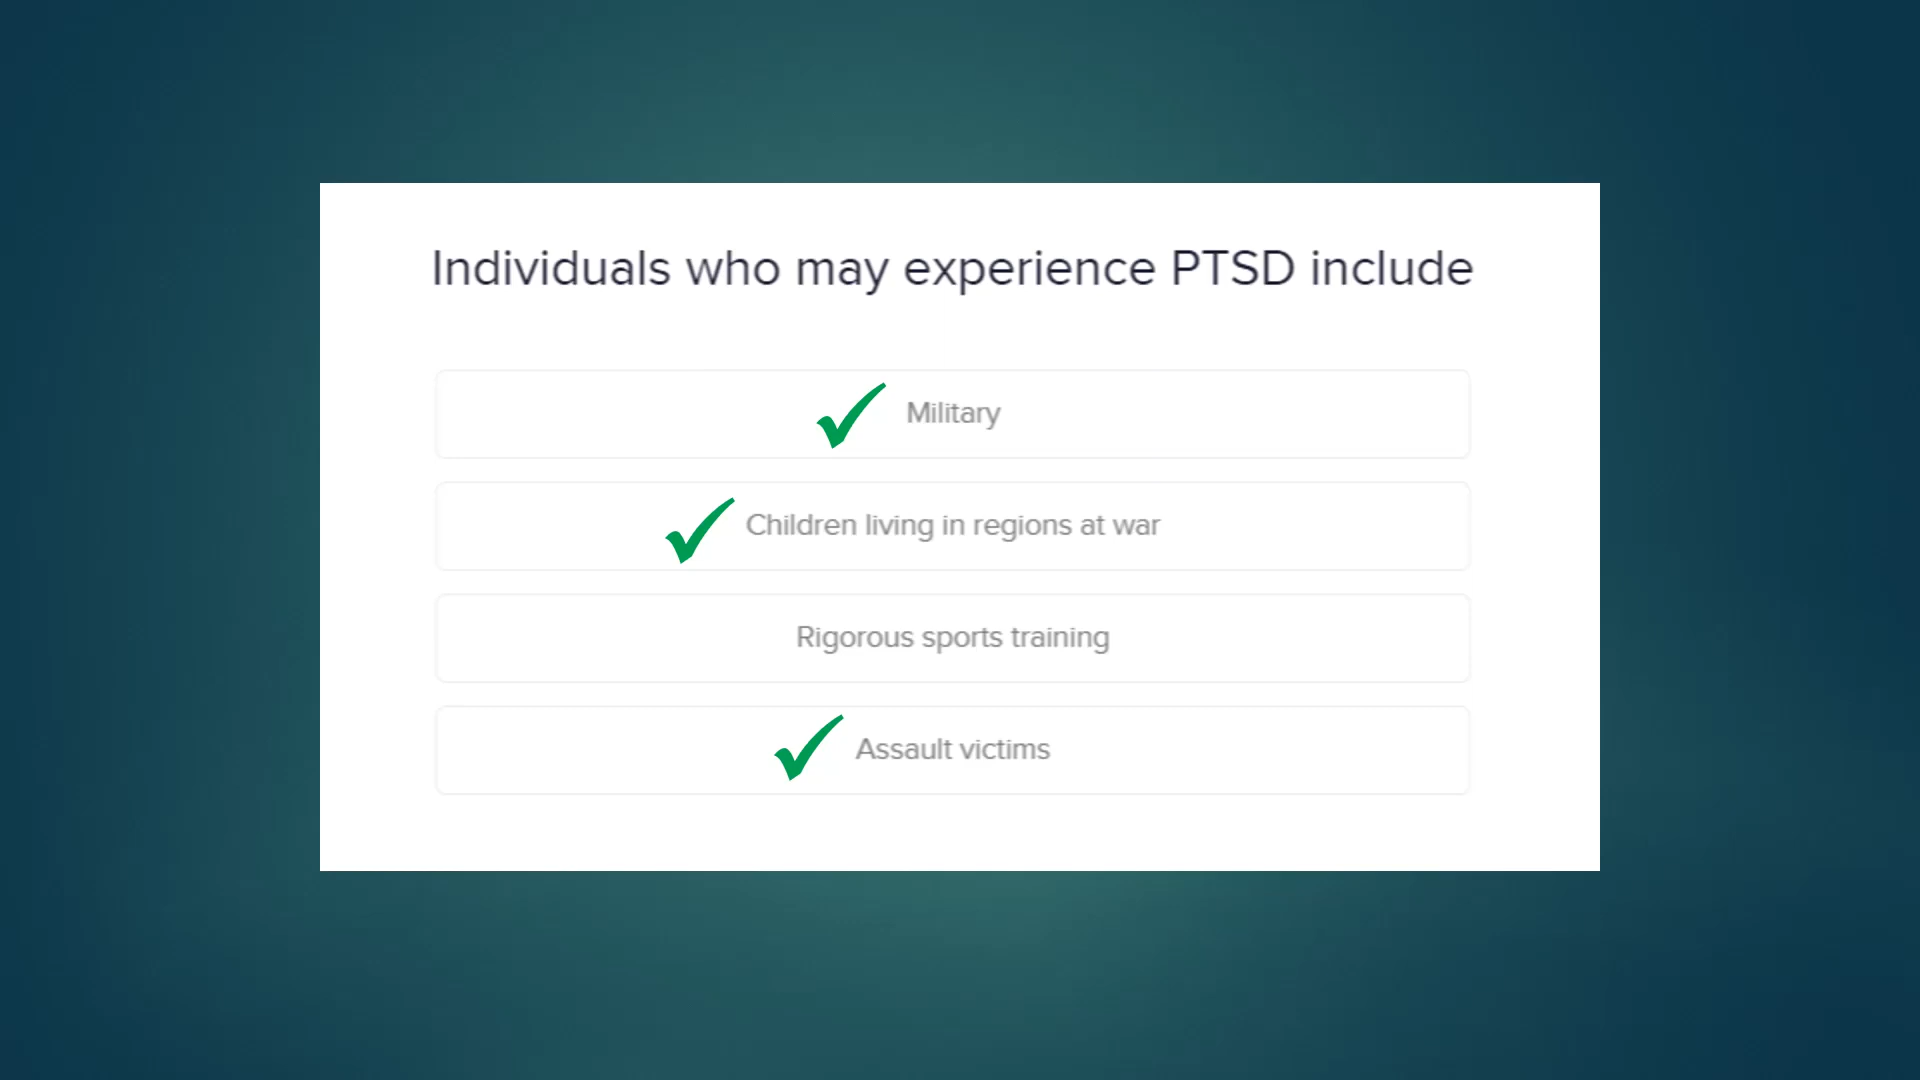 Individuals who may experience PTSD include
Military
Children living in regions at war
Rigorous sports training
Assault victims